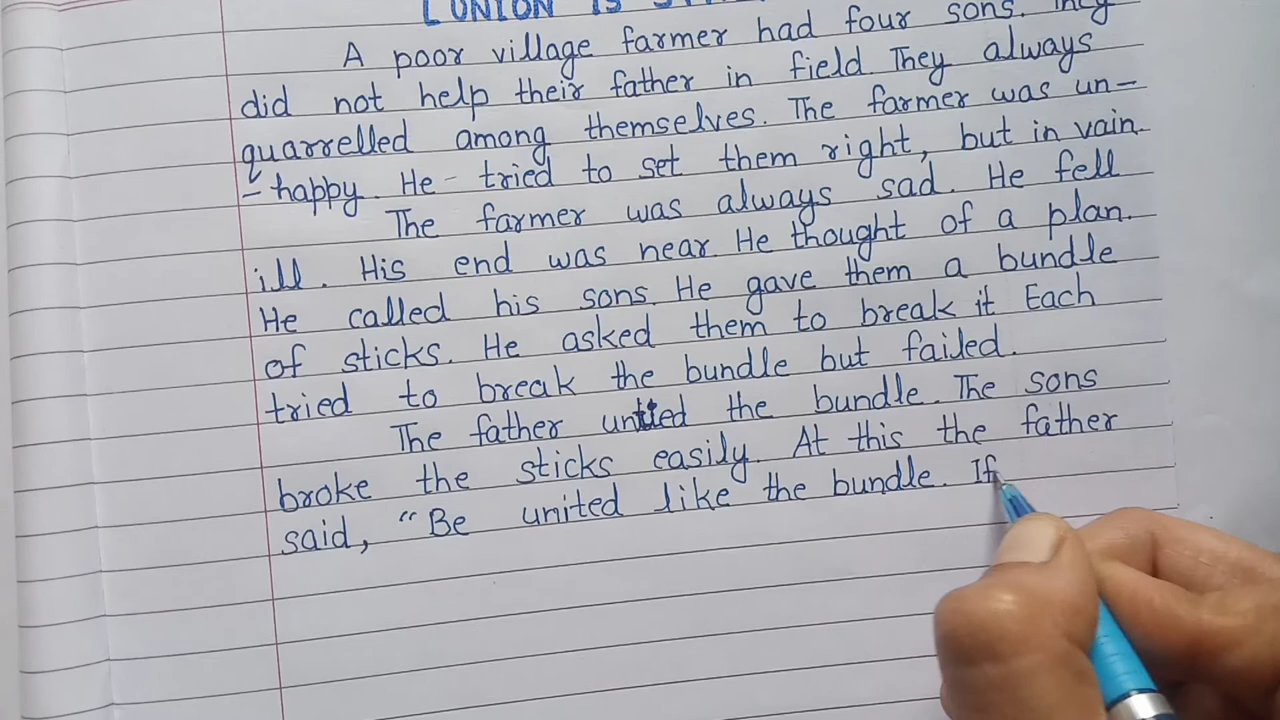 UNION IS
A poor village farmer had four sons. They
did not help their father in field. They always
quarrelled among themselves. The farmer was un-
-happy. He - tried to set them right, but in vain.
The farmer was always sad. He fell
ill. His end was near. He thought of a plan.
He called his sons. He gave them a bundle
of sticks. He asked them to break it. Each
tried to break the bundle but failed.
The father untied the bundle. The sons
broke the sticks easily. At this the father
said, "Be united like the bundle. If